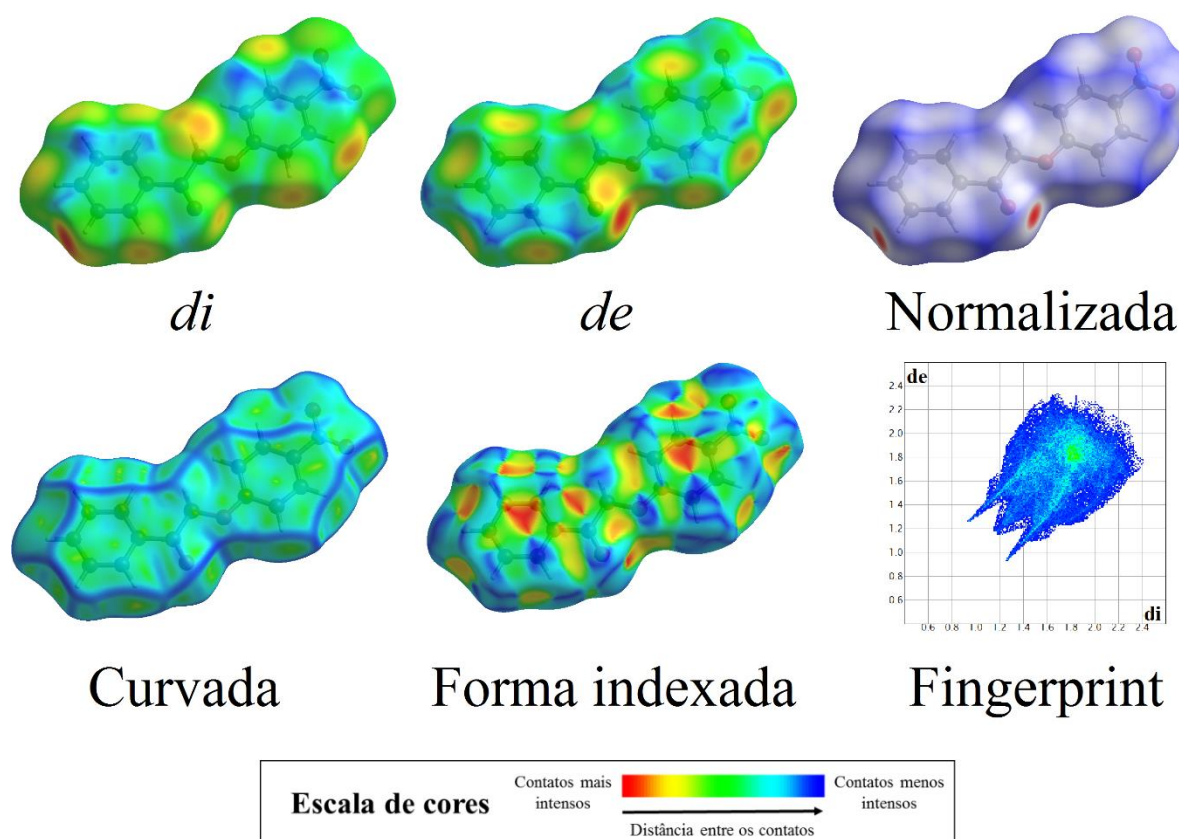 di
de
Normalizada
de
2.4
2.2
2.0
1.8
1.6
1.4
1.2
1.0
0.8
0.6
di
0.6 0.8 1.0 1.2 1.4 1.6 1.8 2.0 2.2 2.4
Curvada
Forma indexada
Fingerprint
Escala de cores
Contatos mais
intensos
Contatos menos
intensos
Distância entre os contatos